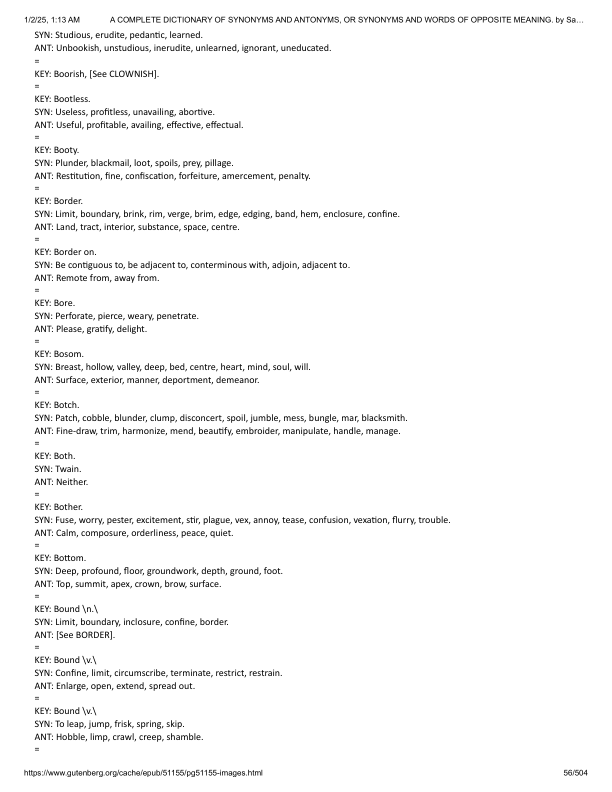 1/2/25, 1:13 AM A COMPLETE DICTIONARY OF SYNONYMS AND ANTONYMS, OR SYNONYMS AND WORDS OF OPPOSITE MEANING. by Sa…
SYN: Studious, erudite, pedantic, learned.
ANT: Unbookish, unstudious, inerudite, unlearned, ignorant, uneducated.
=
KEY: Boorish, [See CLOWNISH].
=
KEY: Bootless.
SYN: Useless, profitless, unavailing, abortive.
ANT: Useful, profitable, availing, effective, effectual.
=
KEY: Booty.
SYN: Plunder, blackmail, loot, spoils, prey, pillage.
ANT: Restitution, fine, confiscation, forfeiture, amercement, penalty.
=
KEY: Border.
SYN: Limit, boundary, brink, rim, verge, brim, edge, edging, band, hem, enclosure, confine.
ANT: Land, tract, interior, substance, space, centre.
=
KEY: Border on.
SYN: Be contiguous to, be adjacent to, conterminous with, adjoin, adjacent to.
ANT: Remote from, away from.
=
KEY: Bore.
SYN: Perforate, pierce, weary, penetrate.
ANT: Please, gratify, delight.
=
KEY: Bosom.
SYN: Breast, hollow, valley, deep, bed, centre, heart, mind, soul, will.
ANT: Surface, exterior, manner, deportment, demeanor.
=
KEY: Botch.
SYN: Patch, cobble, blunder, clump, disconcert, spoil, jumble, mess, bungle, mar, blacksmith.
ANT: Fine-draw, trim, harmonize, mend, beautify, embroider, manipulate, handle, manage.
=
KEY: Both.
SYN: Twain.
ANT: Neither.
=
KEY: Bother.
SYN: Fuse, worry, pester, excitement, stir, plague, vex, annoy, tease, confusion, vexation, flurry, trouble.
ANT: Calm, composure, orderliness, peace, quiet.
=
KEY: Bottom.
SYN: Deep, profound, floor, groundwork, depth, ground, foot.
ANT: Top, summit, apex, crown, brow, surface.
=
KEY: Bound \n.\
SYN: Limit, boundary, inclosure, confine, border.
ANT: [See BORDER].
=
KEY: Bound \v.\
SYN: Confine, limit, circumscribe, terminate, restrict, restrain.
ANT: Enlarge, open, extend, spread out.
=
KEY: Bound \v.\
SYN: To leap, jump, frisk, spring, skip.
ANT: Hobble, limp, crawl, creep, shamble.
=
https://www.gutenberg.org/cache/epub/51155/pg51155-images.html 56/504